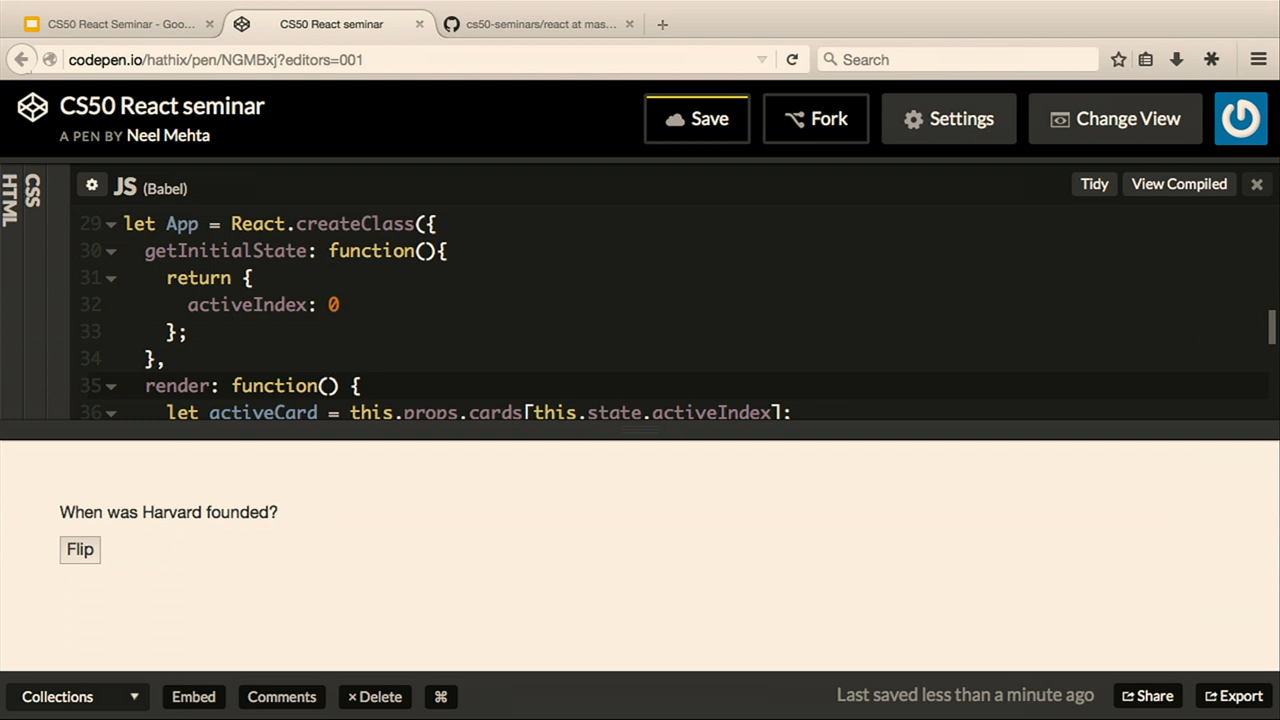 CS50 React Seminar - Goo... × CS50 React seminar × cs50-seminars/react at mas... × +
codepen.io/hathix/pen/NGMBxj?editors=001 Search
CS50 React seminar
A PEN BY Neel Mehta
Save Fork Settings Change View
HTML
CSS
JS (Babel) Tidy View Compiled ×
29 let App = React.createClass({
30 getInitialState: function(){
31 return {
32 activeIndex: 0
33 };
34 },
35 render: function() {
36 let activeCard = this.props.cards[this.state.activeIndex];
When was Harvard founded?
Flip
Collections Embed Comments × Delete ⌘ Last saved less than a minute ago Share Export